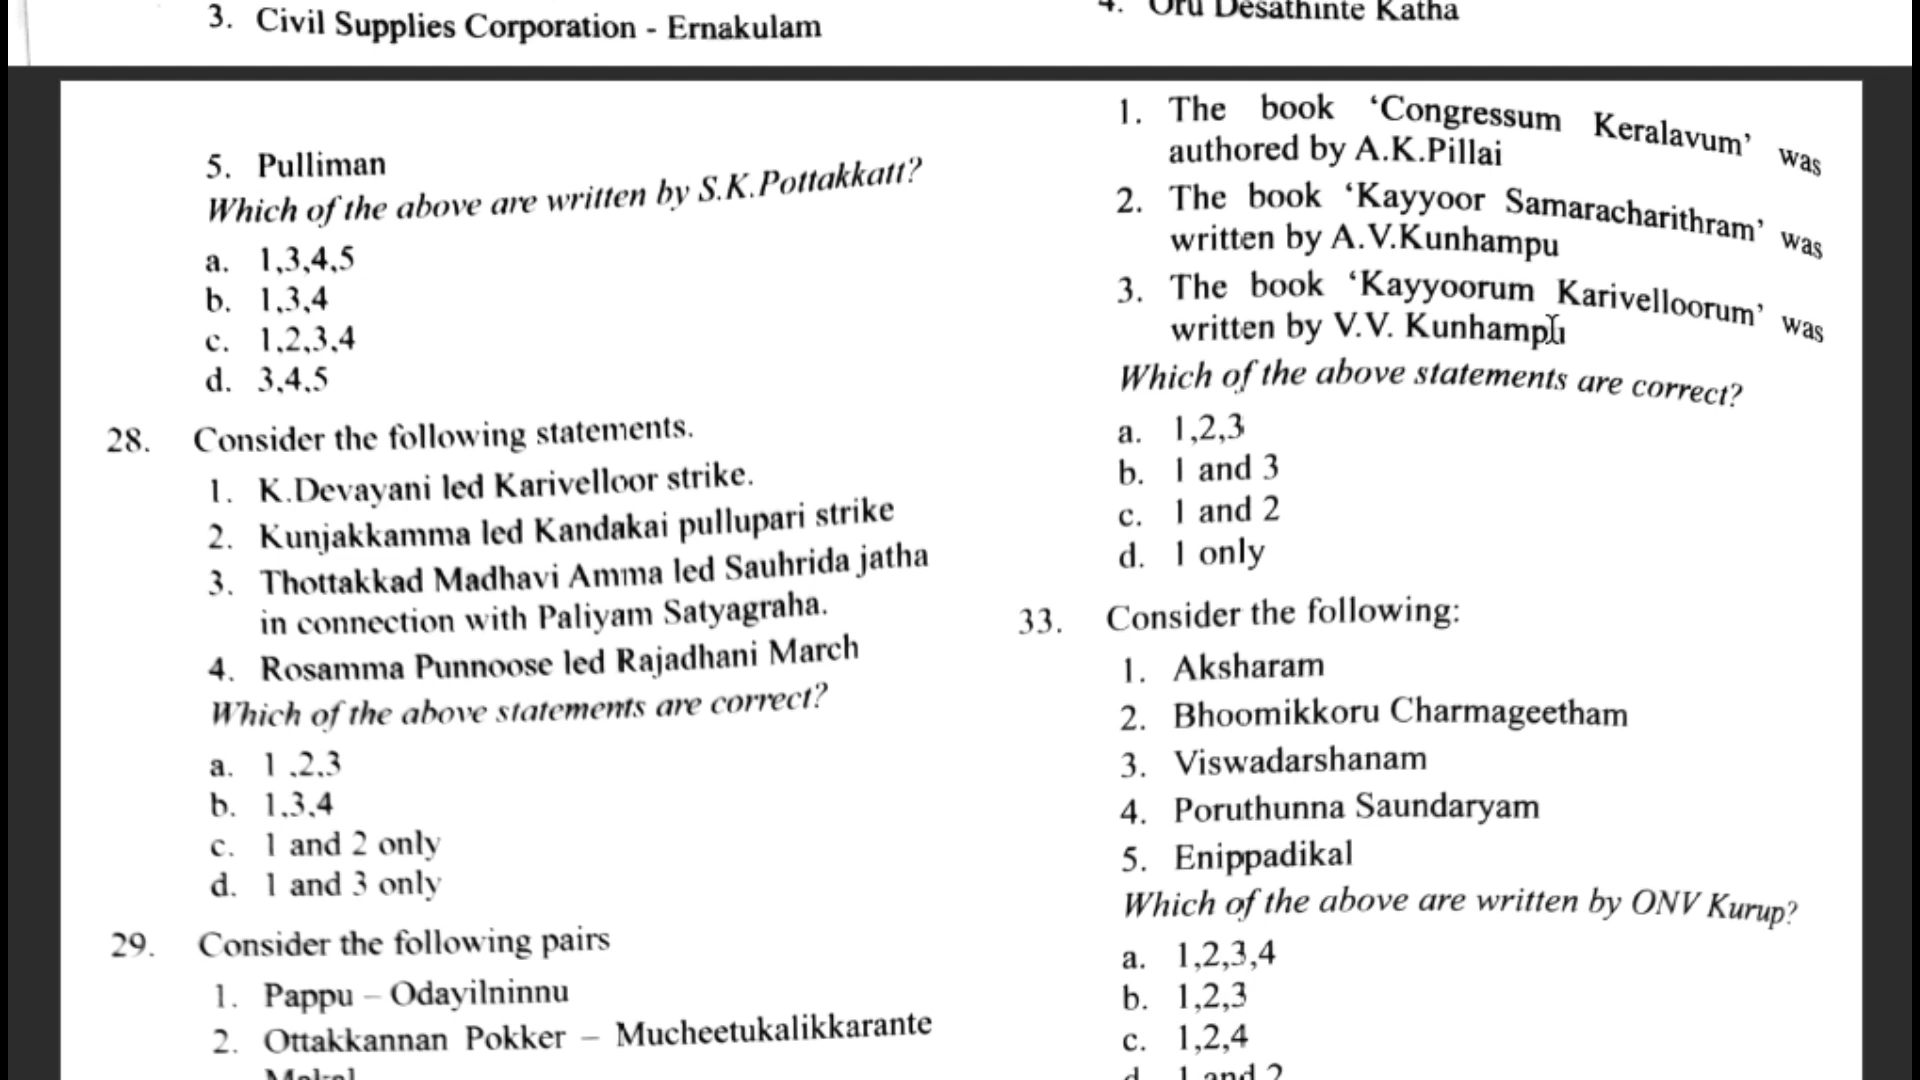 3. Civil Supplies Corporation - Ernakulam
5. Pulliman
Which of the above are written by S.K.Pottakkatt?
a. 1,3,4,5
b. 1,3,4
c. 1,2,3,4
d. 3,4,5
28. Consider the following statements.
1. K.Devayani led Karivelloor strike.
2. Kunjakkamma led Kandakai pullupari strike
3. Thottakkad Madhavi Amma led Sauhrida jatha
in connection with Paliyam Satyagraha.
4. Rosamma Punnoose led Rajadhani March
Which of the above statements are correct?
a. 1,2,3
b. 1,3,4
c. 1 and 2 only
d. 1 and 3 only
29. Consider the following pairs
1. Pappu – Odayilninnu
2. Ottakkannan Pokker – Mucheetukalikkarante
Makal
4. Oru Desathinte Katha
1. The book ‘Congressum Keralavum’ was
authored by A.K.Pillai
2. The book ‘Kayyoor Samaracharithram’ was
written by A.V.Kunhampu
3. The book ‘Kayyoorum Karivelloorum’ was
written by V.V. Kunhampu
Which of the above statements are correct?
a. 1,2,3
b. 1 and 3
c. 1 and 2
d. 1 only
33. Consider the following:
1. Aksharam
2. Bhoomikkoru Charmageetham
3. Viswadarshanam
4. Poruthunna Saundaryam
5. Enippadikal
Which of the above are written by ONV Kurup?
a. 1,2,3,4
b. 1,2,3
c. 1,2,4
d. 1 and 2